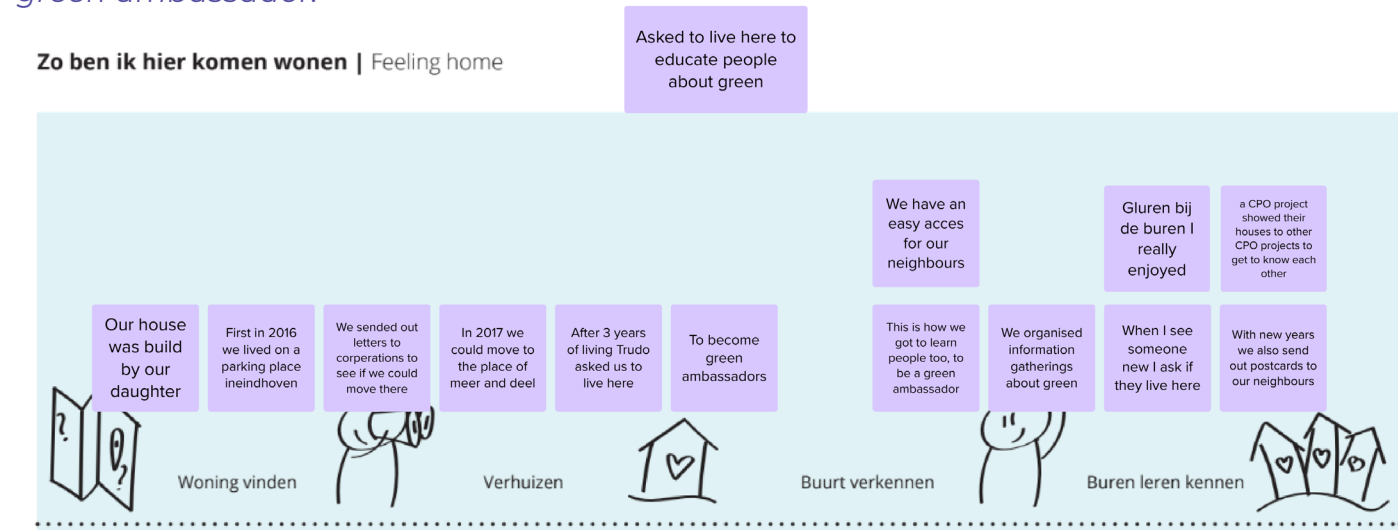 green ambassador.
Asked to live here to
educate people
about green
Zo ben ik hier komen wonen | Feeling home
We have an
easy acces
for our
neighbours
Gluren bij
de buren I
really
enjoyed
a CPO project
showed their
houses to other
CPO projects to
get to know each
other
Our house
was build
by our
daughter
First in 2016
we lived on a
parking place
ineindhoven
We sended out
letters to
corperations to
see if we could
move there
In 2017 we
could move to
the place of
meer and deel
After 3 years
of living Trudo
asked us to
live here
To become
green
ambassadors
This is how we
got to learn
people too, to
be a green
ambassador
We organised
information
gatherings
about green
When I see
someone
new I ask if
they live here
With new years
we also send
out postcards to
our neighbours
?
?
Woning vinden
Verhuizen
Buurt verkennen
Buren leren kennen